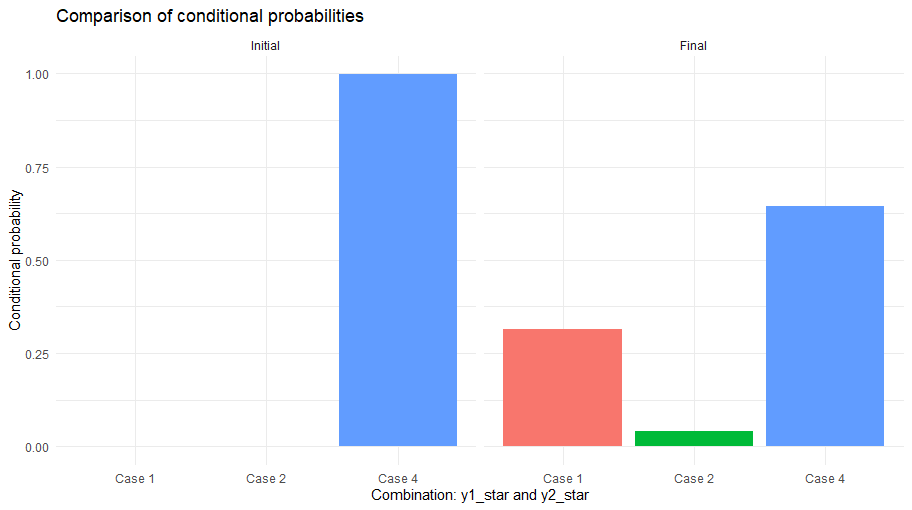 Comparison of conditional probabilities
Initial
Final
1.00
0.75
0.50
0.25
0.00
Conditional probability
Case 1
Case 2
Case 4
Case 1
Case 2
Case 4
Combination: y1_star and y2_star